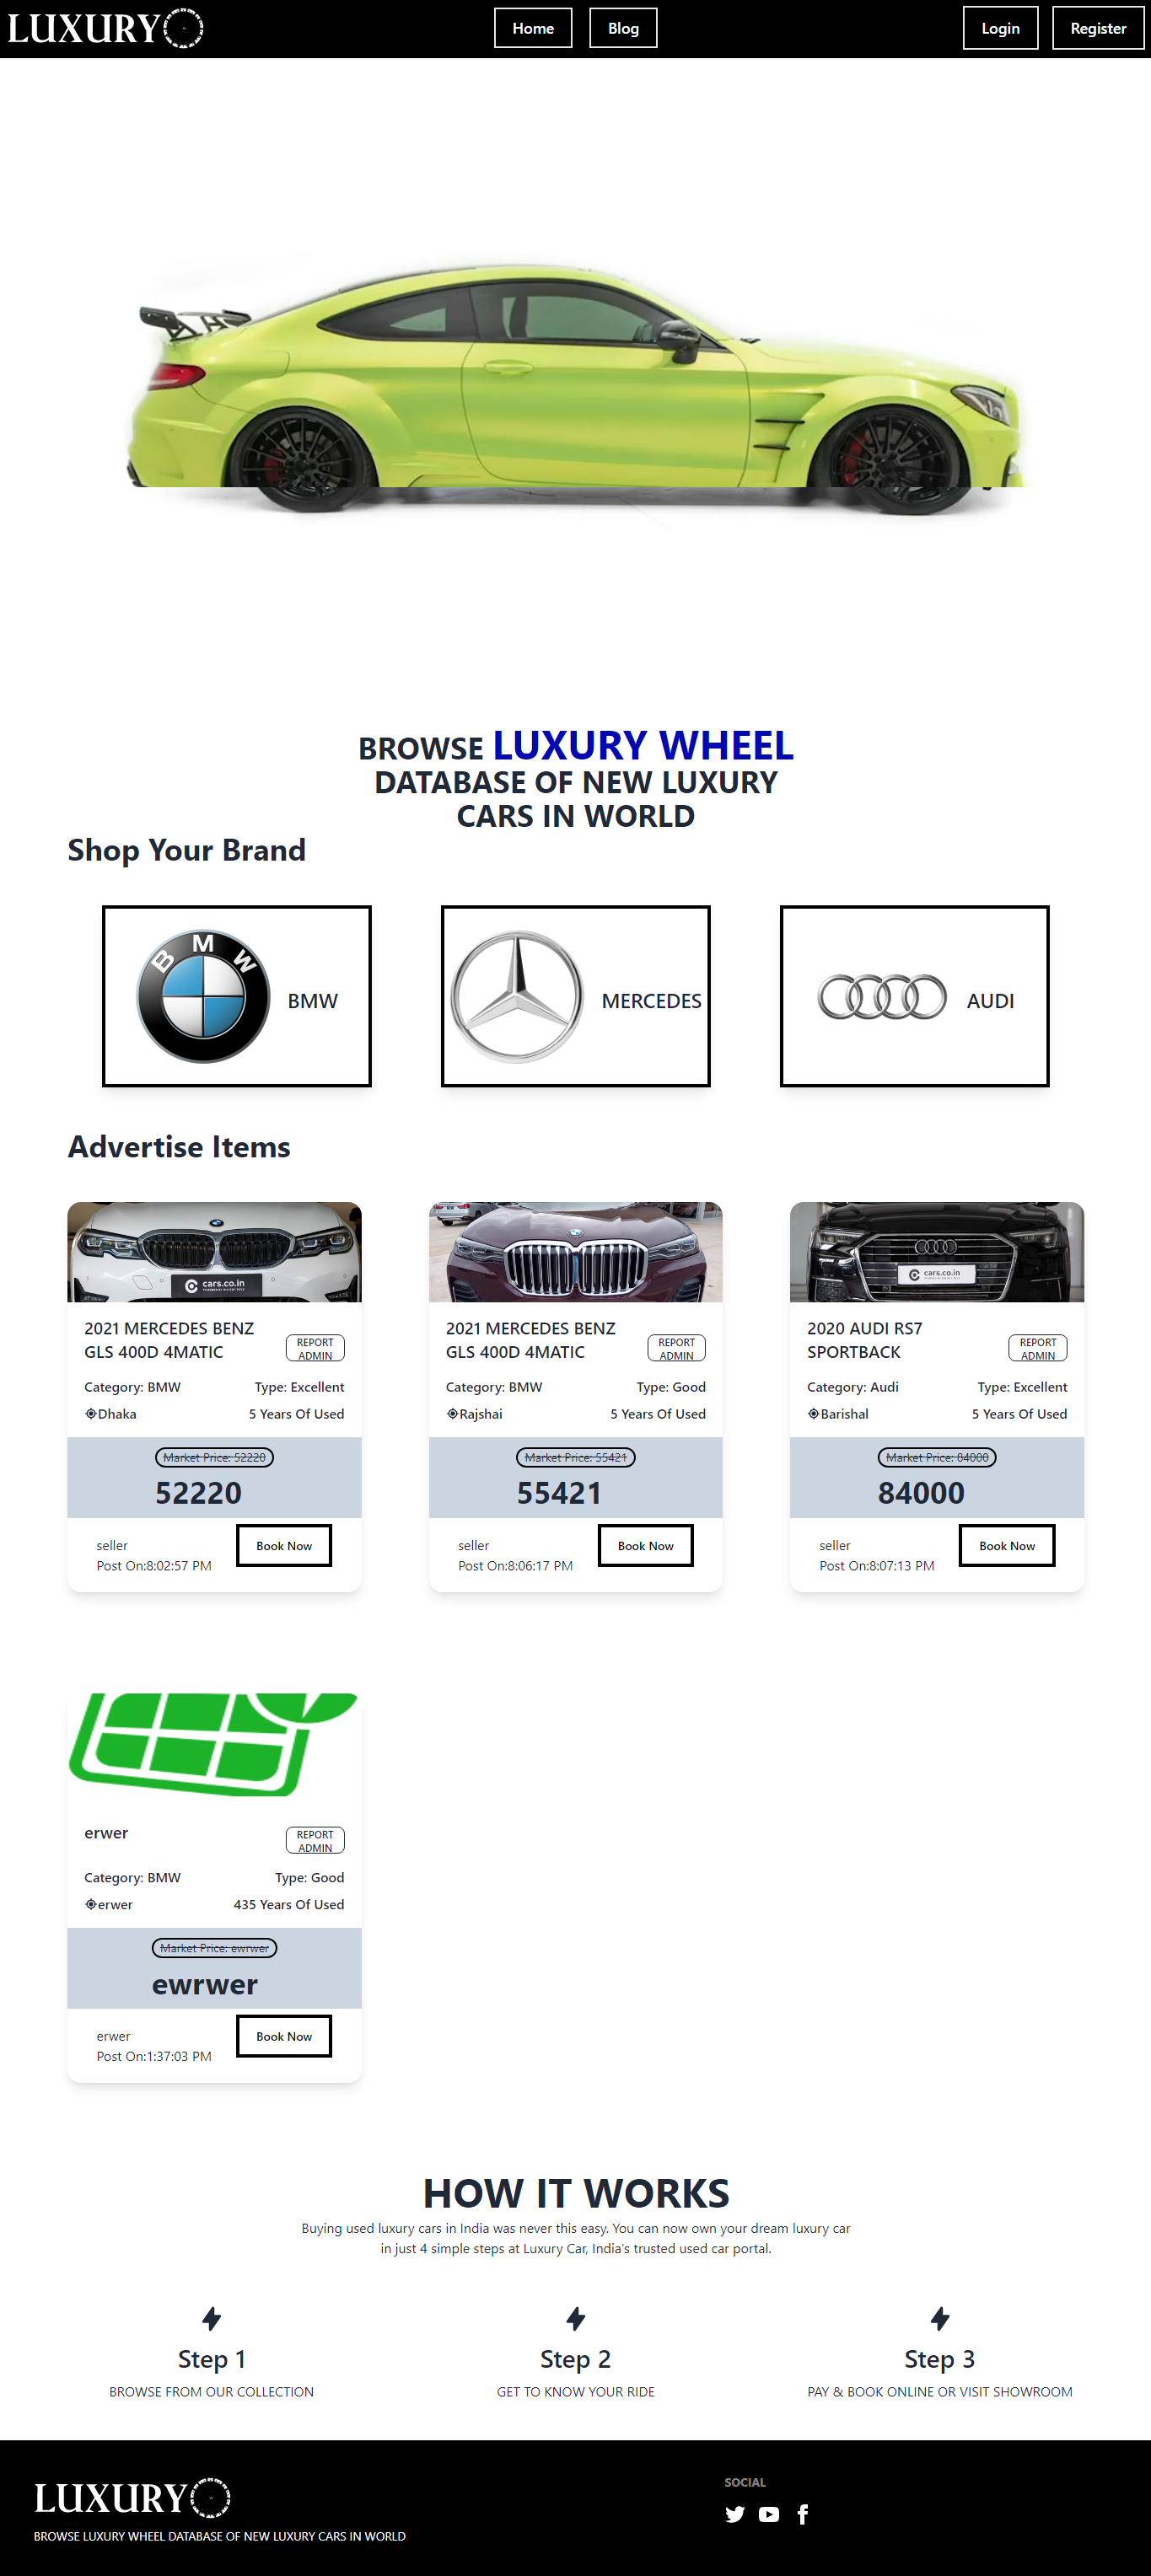 LUXURY
Home
Blog
Login
Register
BROWSE LUXURY WHEEL
DATABASE OF NEW LUXURY
CARS IN WORLD
Shop Your Brand
BMW
BMW
MERCEDES
AUDI
Advertise Items
cars.co.in
cars.co.in
2021 MERCEDES BENZ
GLS 400D 4MATIC
REPORT
ADMIN
Category: BMW
Type: Excellent
Dhaka
5 Years Of Used
Market Price: 52220
52220
seller
Post On:8:02:57 PM
Book Now
2021 MERCEDES BENZ
GLS 400D 4MATIC
REPORT
ADMIN
Category: BMW
Type: Good
Rajshai
5 Years Of Used
Market Price: 55421
55421
seller
Post On:8:06:17 PM
Book Now
2020 AUDI RS7
SPORTBACK
REPORT
ADMIN
Category: Audi
Type: Excellent
Barishal
5 Years Of Used
Market Price: 84000
84000
seller
Post On:8:07:13 PM
Book Now
erwer
REPORT
ADMIN
Category: BMW
Type: Good
erwer
435 Years Of Used
Market Price: ewrwer
ewrwer
erwer
Post On:1:37:03 PM
Book Now
HOW IT WORKS
Buying used luxury cars in India was never this easy. You can now own your dream luxury car
in just 4 simple steps at Luxury Car, India's trusted used car portal.
Step 1
BROWSE FROM OUR COLLECTION
Step 2
GET TO KNOW YOUR RIDE
Step 3
PAY & BOOK ONLINE OR VISIT SHOWROOM
LUXURY
BROWSE LUXURY WHEEL DATABASE OF NEW LUXURY CARS IN WORLD
SOCIAL